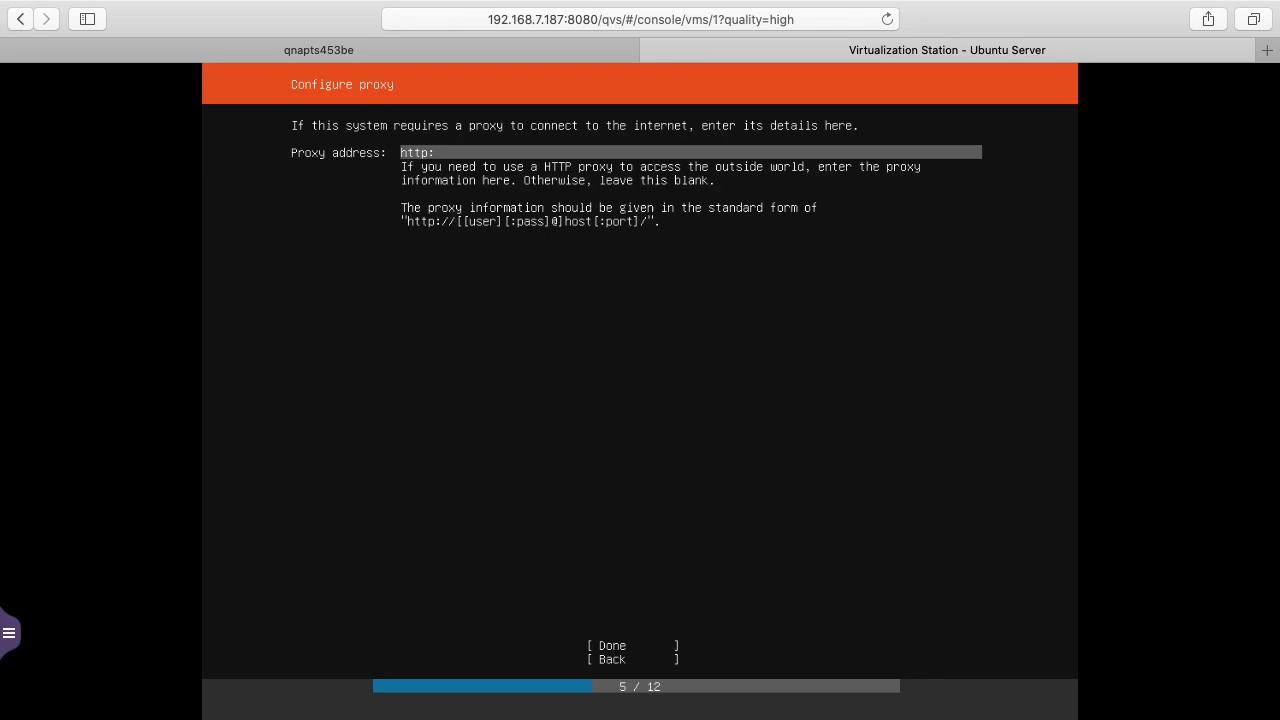 192.168.7.187:8080/qvs/#/console/vms/1?quality=high
qnapts453be
Virtualization Station - Ubuntu Server
Configure proxy
If this system requires a proxy to connect to the internet, enter its details here.
Proxy address: http:
If you need to use a HTTP proxy to access the outside world, enter the proxy
information here. Otherwise, leave this blank.
The proxy information should be given in the standard form of
"http://[[user][:pass]@]host[:port]/".
[ Done ]
[ Back ]
5 / 12